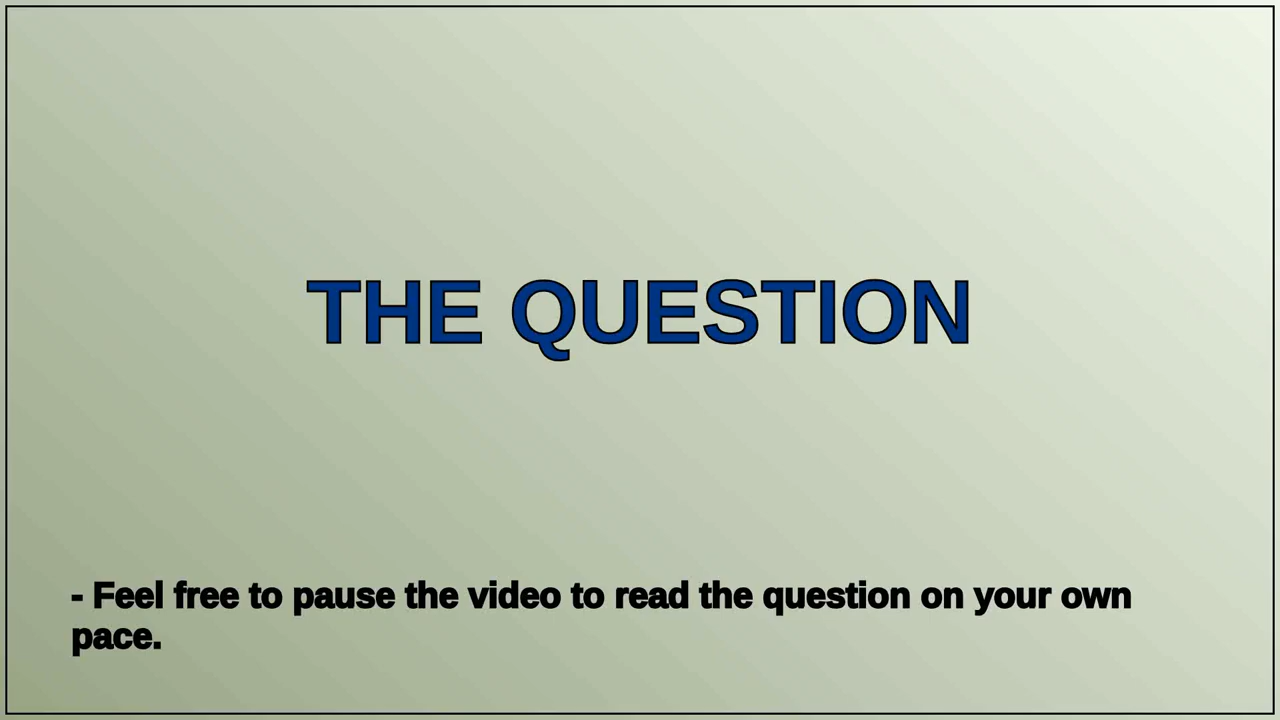 THE QUESTION
- Feel free to pause the video to read the question on your own
pace.